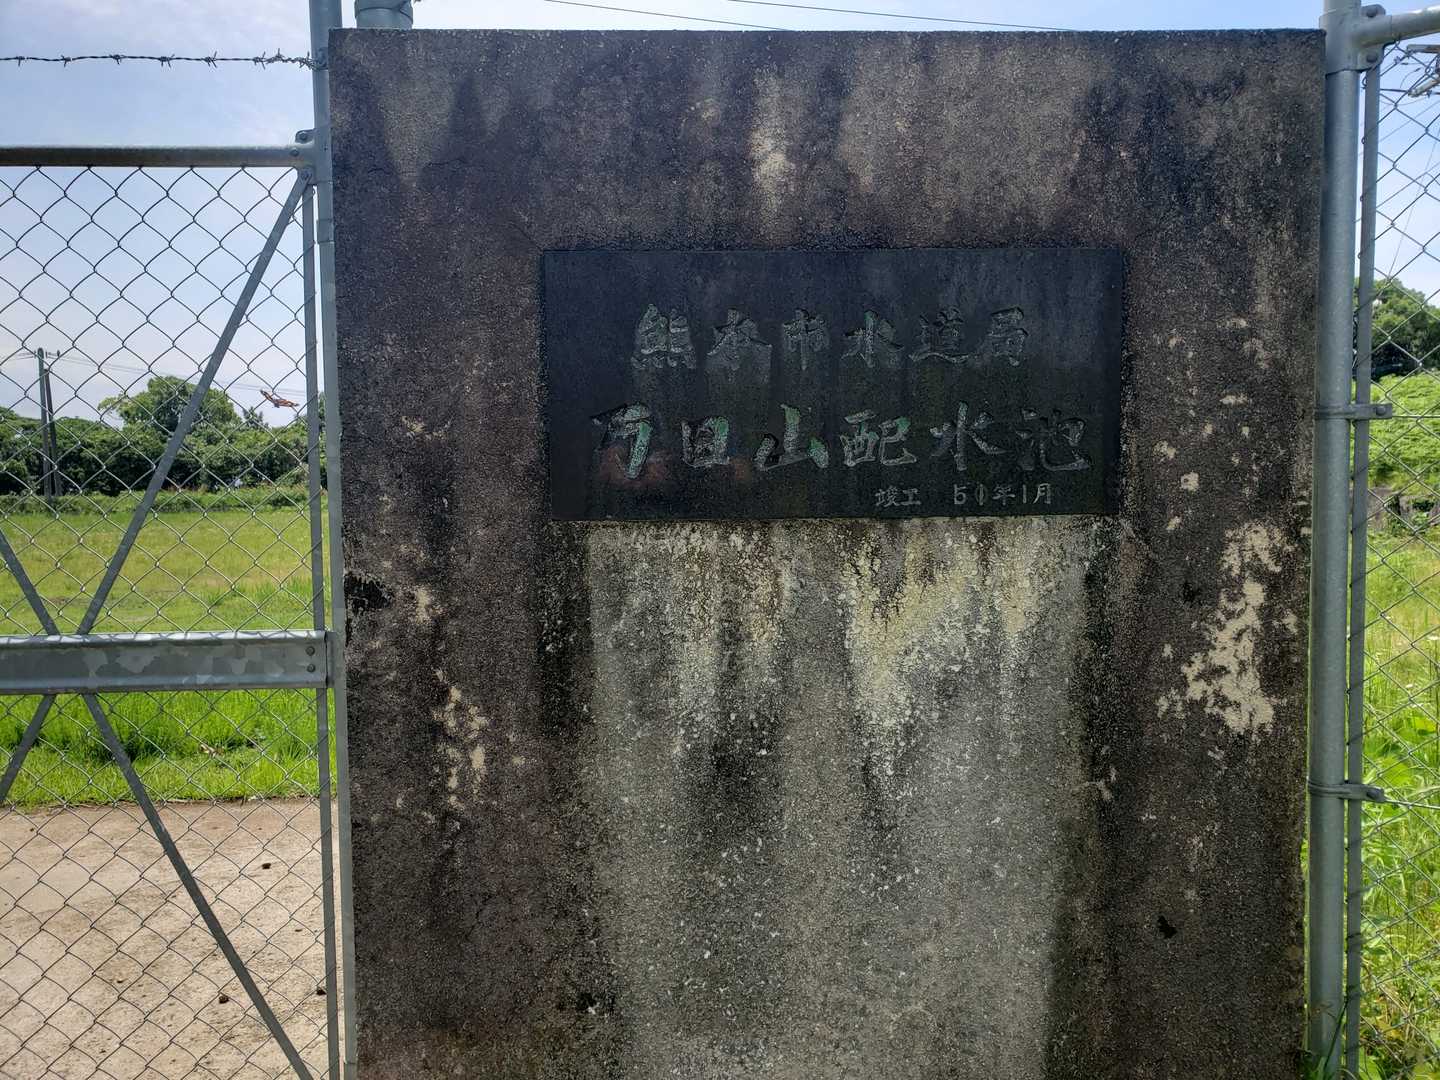 熊本市水道局
万日山配水池
竣工 50年1月